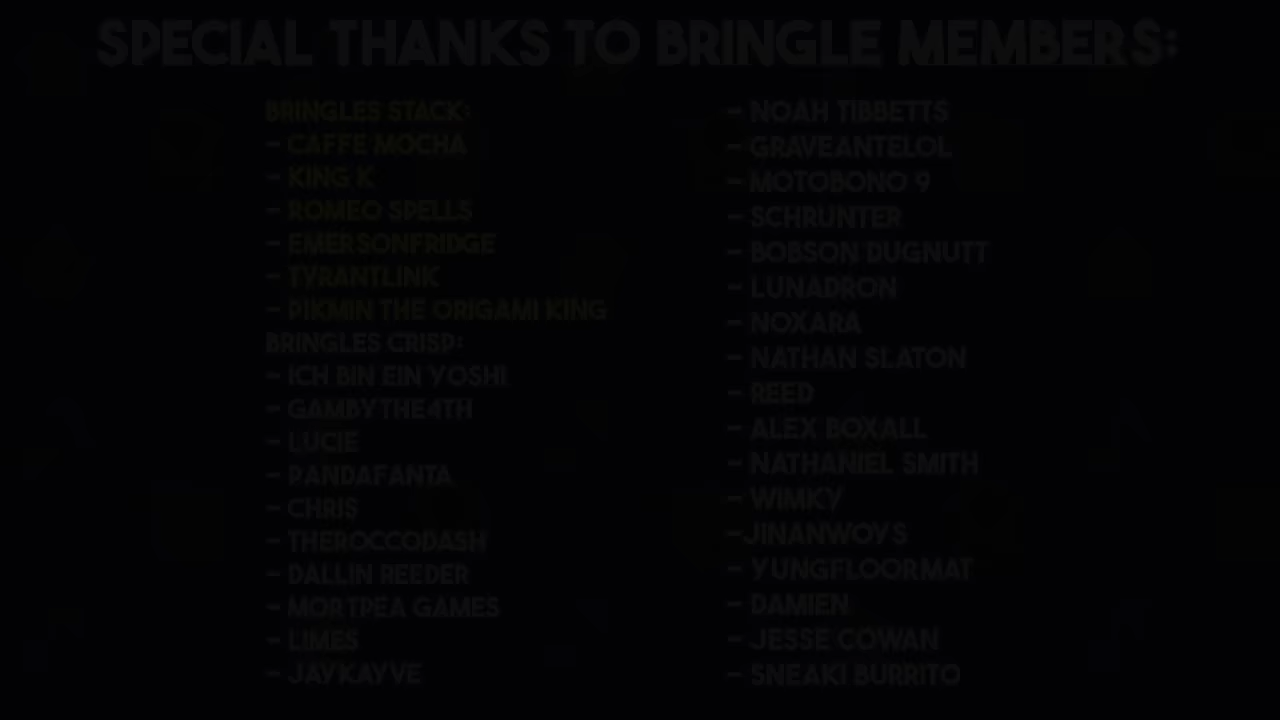 SPECIAL THANKS TO BRINGLE MEMBERS:
BRINGLES STACK:
- CAFFE MOCHA
- KING K
- ROMEO SPELLS
- EMERSONFRIDGE
- TYRANTLINK
- PIKMIN THE ORIGAMI KING
BRINGLES CRISP:
- ICH BIN EIN YOSHI
- GAMBYTHE4TH
- LUCIE
- PANDAFANTA
- CHRIS
- THEROCCODASH
- DALLIN REEDER
- MORTPEA GAMES
- LIMES
- JAYKAYVE
- NOAH TIBBETTS
- GRAVEANTELOL
- MOTOBONO 9
- SCHRUNTER
- BOBSON DUGNUTT
- LUNADRON
- NOXARA
- NATHAN SLATON
- REED
- ALEX BOXALL
- NATHANIEL SMITH
- WIMKY
-JINANWOYS
- YUNGFLOORMAT
- DAMIEN
- JESSE COWAN
- SNEAKI BURRITO